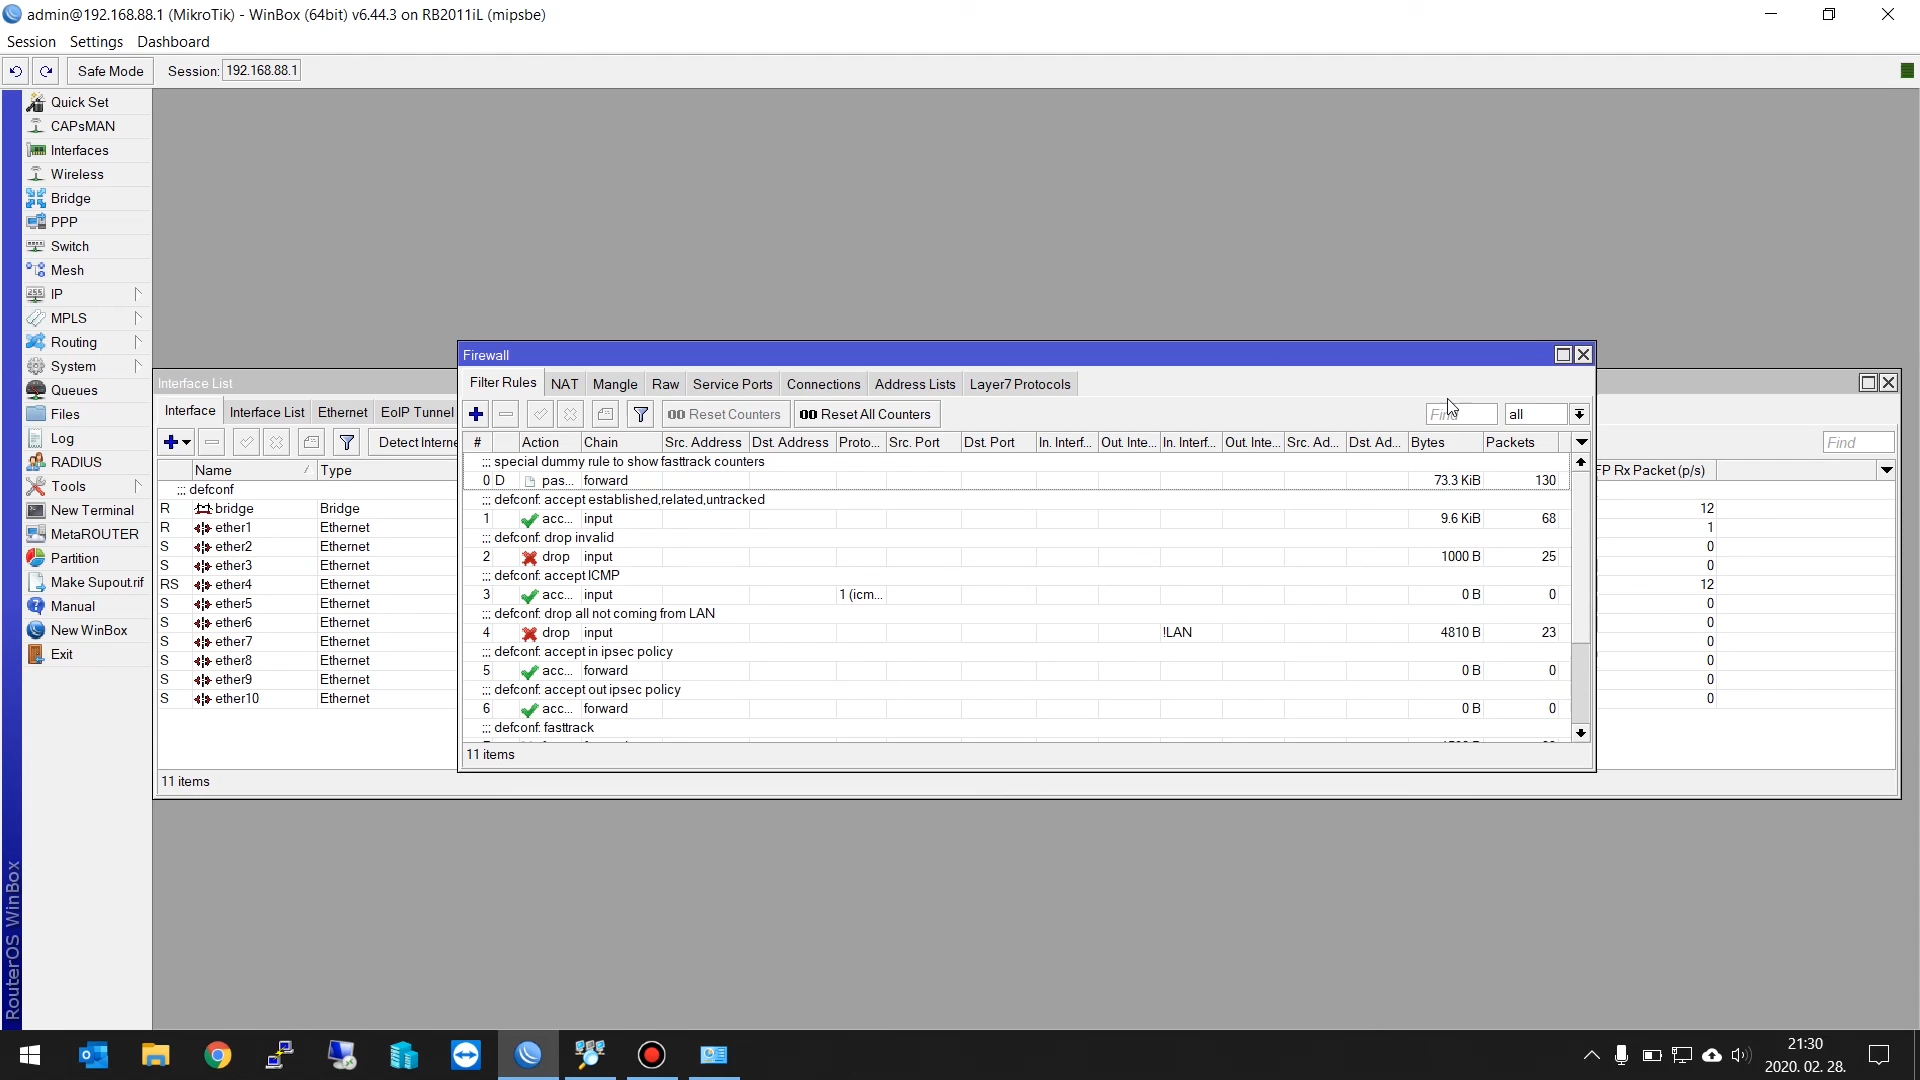 admin@192.168.88.1 (MikroTik) - WinBox (64bit) v6.44.3 on RB2011iL (mipsbe)
Session Settings Dashboard
Safe Mode Session: 192.168.88.1
Quick Set
CAPsMAN
Interfaces
Wireless
Bridge
PPP
Switch
Mesh
IP
MPLS
Routing
System
Queues
Files
Log
RADIUS
Tools
New Terminal
MetaROUTER
Partition
Make Supout.rif
Manual
New WinBox
Exit
RouterOS WinBox
Interface List
Interface Interface List Ethernet EoIP Tunnel
Detect Interne
Find
Name Type FP Rx Packet (p/s)
;;; defconf
R bridge Bridge 12
R ether1 Ethernet 1
S ether2 Ethernet 0
S ether3 Ethernet 0
RS ether4 Ethernet 12
S ether5 Ethernet 0
S ether6 Ethernet 0
S ether7 Ethernet 0
S ether8 Ethernet 0
S ether9 Ethernet 0
S ether10 Ethernet 0
11 items
Firewall
Filter Rules NAT Mangle Raw Service Ports Connections Address Lists Layer7 Protocols
00 Reset Counters 00 Reset All Counters Find all
# Action Chain Src. Address Dst. Address Proto... Src. Port Dst. Port In. Interf... Out. Inte... In. Interf... Out. Inte... Src. Ad... Dst. Ad... Bytes Packets
;;; special dummy rule to show fasttrack counters
0 D pas... forward 73.3 KiB 130
;;; defconf: accept established,related,untracked
1 acc... input 9.6 KiB 68
;;; defconf: drop invalid
2 drop input 1000 B 25
;;; defconf: accept ICMP
3 acc... input 1 (icm... 0 B 0
;;; defconf: drop all not coming from LAN
4 drop input !LAN 4810 B 23
;;; defconf: accept in ipsec policy
5 acc... forward 0 B 0
;;; defconf: accept out ipsec policy
6 acc... forward 0 B 0
;;; defconf: fasttrack
11 items
21:30
2020. 02. 28.